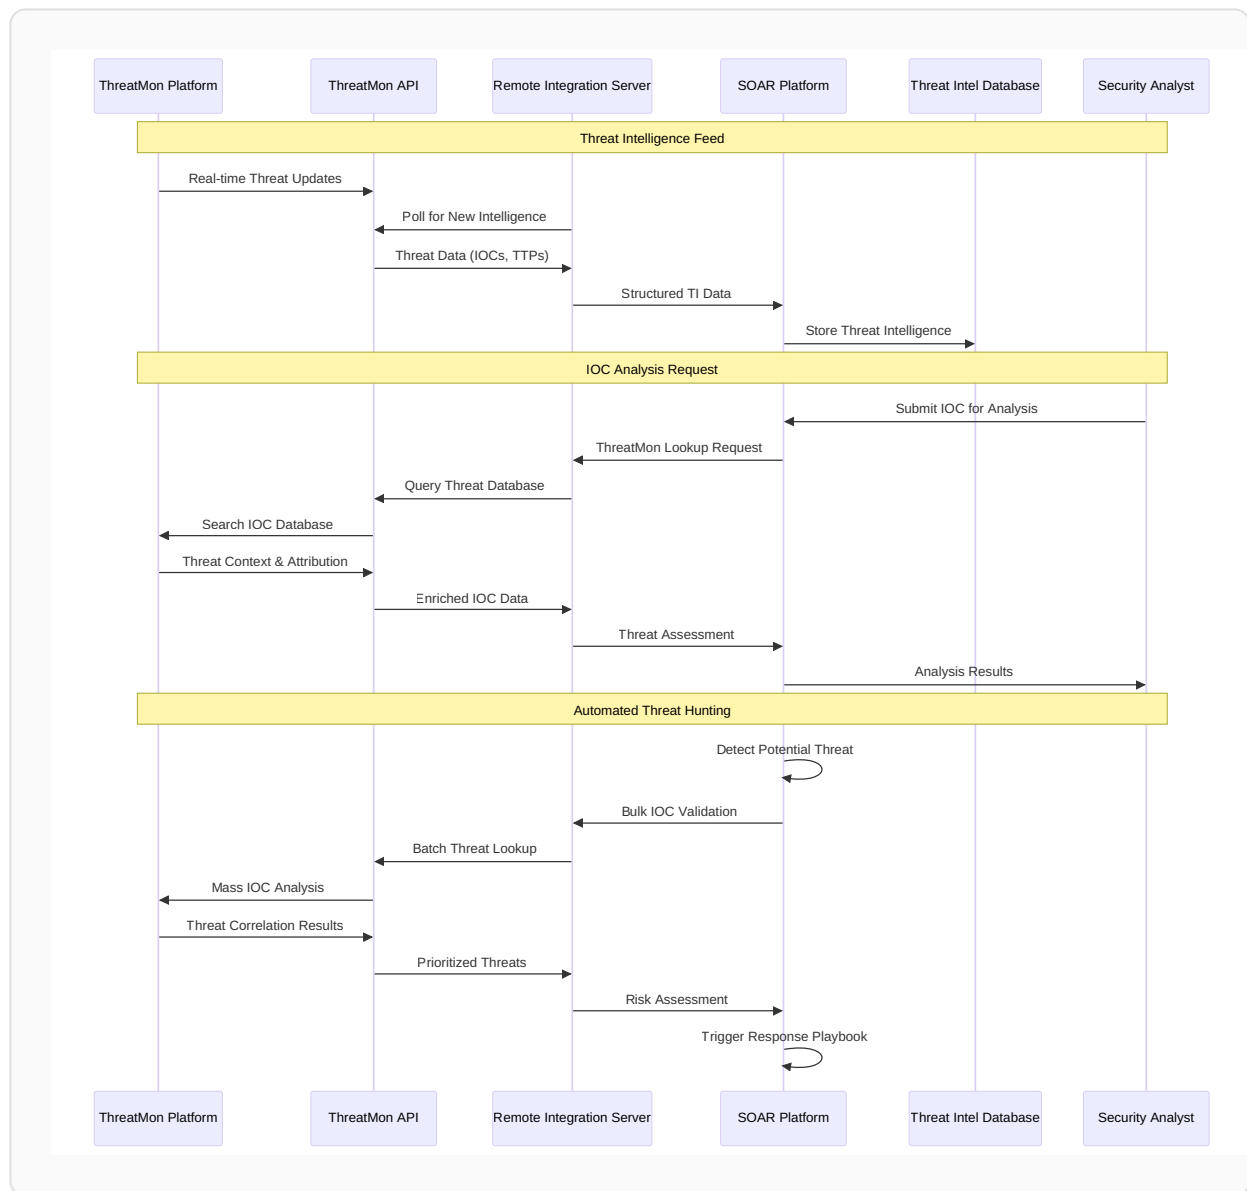 ThreatMon Platform
ThreatMon API
Remote Integration Server
SOAR Platform
Threat Intel Database
Security Analyst
Threat Intelligence Feed
Real-time Threat Updates
Poll for New Intelligence
Threat Data (IOCs, TTPs)
Structured TI Data
Store Threat Intelligence
IOC Analysis Request
Submit IOC for Analysis
ThreatMon Lookup Request
Query Threat Database
Search IOC Database
Threat Context & Attribution
Enriched IOC Data
Threat Assessment
Analysis Results
Automated Threat Hunting
Detect Potential Threat
Bulk IOC Validation
Batch Threat Lookup
Mass IOC Analysis
Threat Correlation Results
Prioritized Threats
Risk Assessment
Trigger Response Playbook
ThreatMon Platform
ThreatMon API
Remote Integration Server
SOAR Platform
Threat Intel Database
Security Analyst